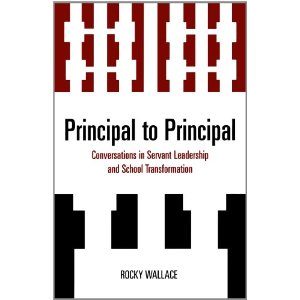 Principal to Principal
Conversations in Servant Leadership
and School Transformation
ROCKY WALLACE